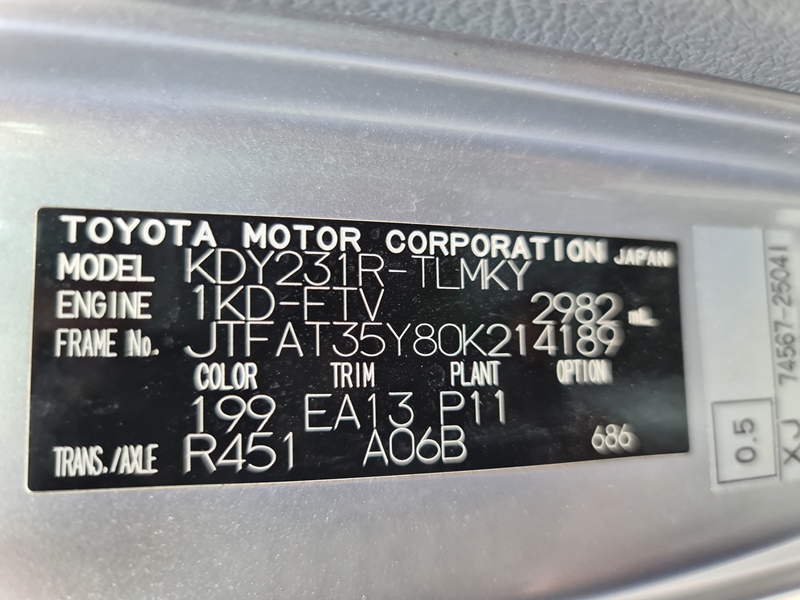 TOYOTA MOTOR CORPORATION JAPAN
MODEL KDY231R-TLMKY
ENGINE 1KD-FTV 2982 mL
FRAME No. JTFAT35Y80K214189
COLOR TRIM PLANT OPTION
199 EA13 P11
TRANS./AXLE R451 A06B 686
0.5
XJ 74567-25041